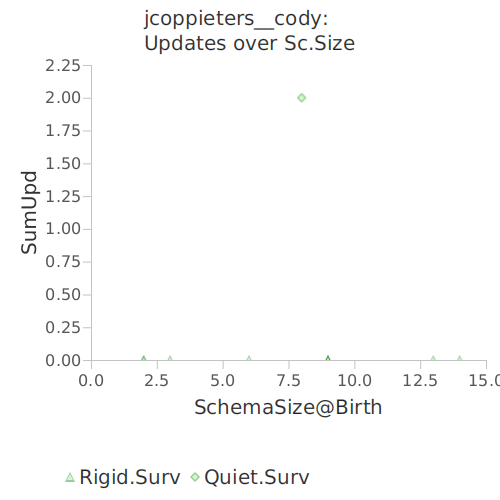 jcoppieters__cody:
Updates over Sc.Size
2.25
2.00
1.75
1.50
1.25
1.00
0.75
0.50
0.25
0.00
SumUpd
0.0 2.5 5.0 7.5 10.0 12.5 15.0
SchemaSize@Birth
Rigid.Surv Quiet.Surv